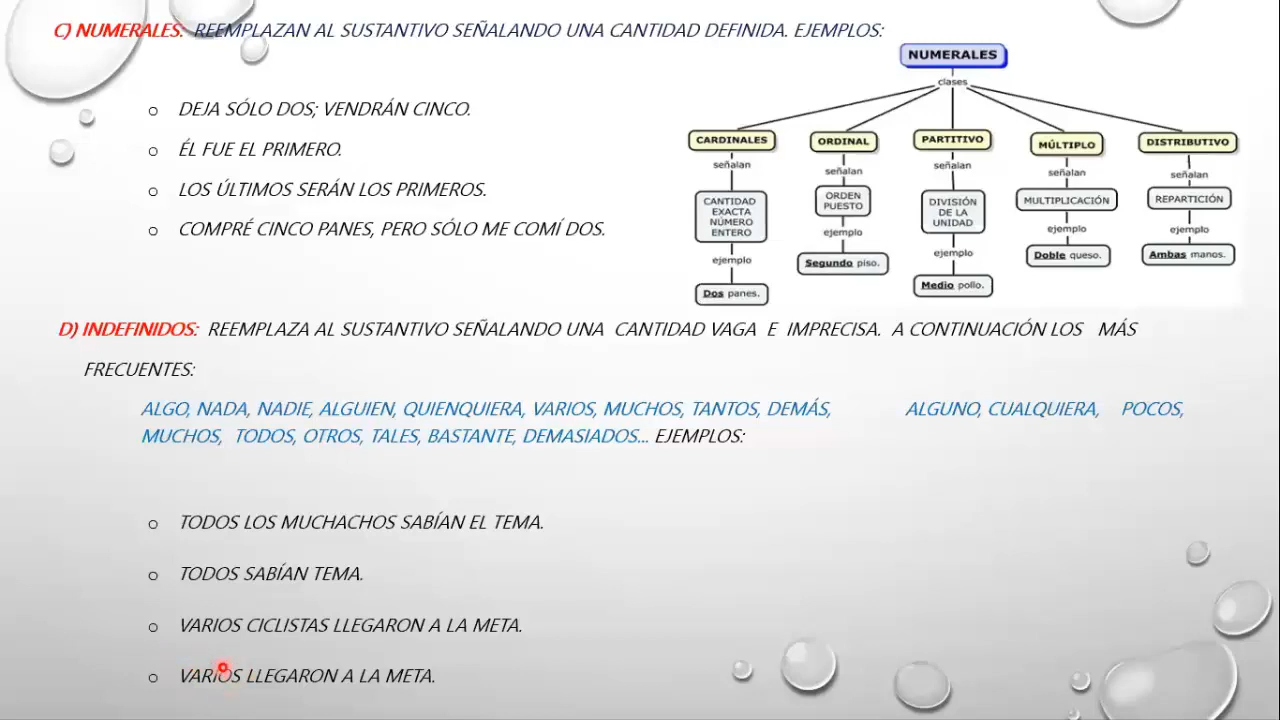 C) NUMERALES: REEMPLAZAN AL SUSTANTIVO SEÑALANDO UNA CANTIDAD DEFINIDA. EJEMPLOS:
o DEJA SÓLO DOS; VENDRÁN CINCO.
o ÉL FUE EL PRIMERO.
o LOS ÚLTIMOS SERÁN LOS PRIMEROS.
o COMPRÉ CINCO PANES, PERO SÓLO ME COMÍ DOS.
NUMERALES
clases
CARDINALES
señalan
CANTIDAD
EXACTA
NÚMERO
ENTERO
ejemplo
Dos panes.
ORDINAL
señalan
ORDEN
PUESTO
ejemplo
Segundo piso.
PARTITIVO
señalan
DIVISIÓN
DE LA
UNIDAD
ejemplo
Medio pollo.
MÚLTIPLO
señalan
MULTIPLICACIÓN
ejemplo
Doble queso.
DISTRIBUTIVO
señalan
REPARTICIÓN
ejemplo
Ambas manos.
D) INDEFINIDOS: REEMPLAZA AL SUSTANTIVO SEÑALANDO UNA CANTIDAD VAGA E IMPRECISA. A CONTINUACIÓN LOS MÁS
FRECUENTES:
ALGO, NADA, NADIE, ALGUIEN, QUIENQUIERA, VARIOS, MUCHOS, TANTOS, DEMÁS, ALGUNO, CUALQUIERA, POCOS,
MUCHOS, TODOS, OTROS, TALES, BASTANTE, DEMASIADOS... EJEMPLOS:
o TODOS LOS MUCHACHOS SABÍAN EL TEMA.
o TODOS SABÍAN TEMA.
o VARIOS CICLISTAS LLEGARON A LA META.
o VARIOS LLEGARON A LA META.